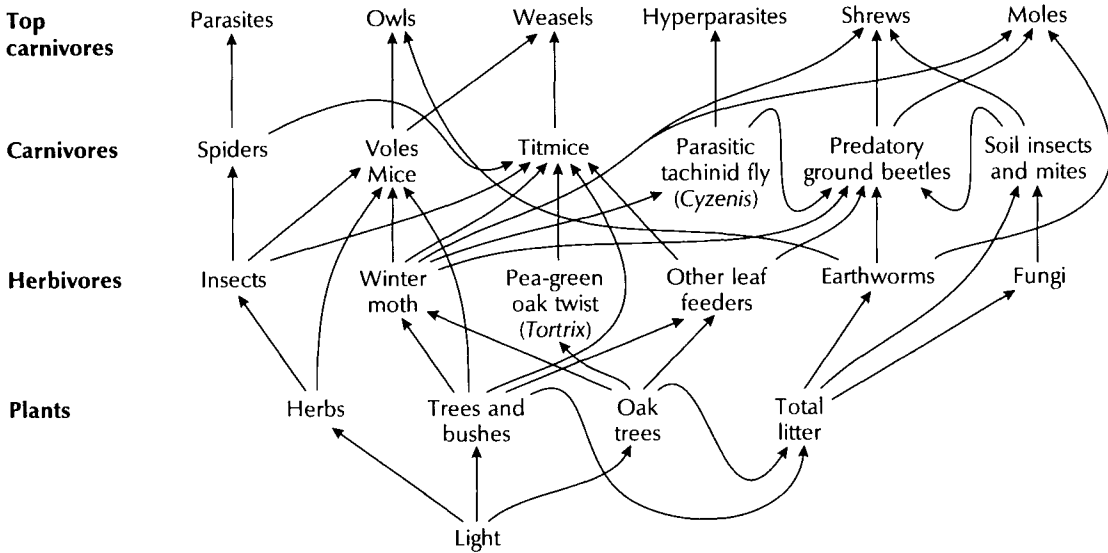 Top
carnivores
Parasites
Owls
Weasels
Hyperparasites
Shrews
Moles
Carnivores
Spiders
Voles
Mice
Titmice
Parasitic
tachinid fly
(Cyzenis)
Predatory
ground beetles
Soil insects
and mites
Herbivores
Insects
Winter
moth
Pea-green
oak twist
(Tortrix)
Other leaf
feeders
Earthworms
Fungi
Plants
Herbs
Trees and
bushes
Oak
trees
Total
litter
Light